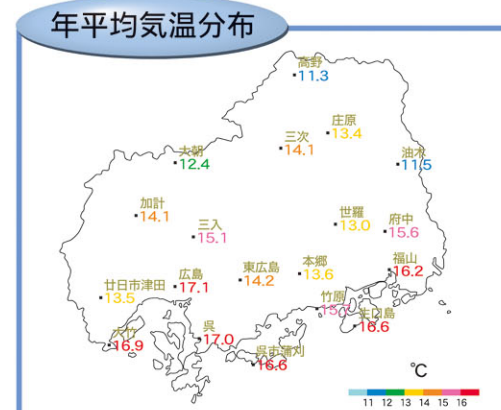 年平均気温分布
高野
11.3
庄原
13.4
三次
14.1
油木
11.5
大朝
12.4
加計
14.1
三入
15.1
世羅
13.0
府中
15.6
福山
16.2
本郷
13.6
東広島
14.2
広島
17.1
廿日市津田
13.5
竹原
15.7
生口島
16.6
大竹
16.9
呉
17.0
呉市蒲刈
16.6
℃
11 12 13 14 15 16